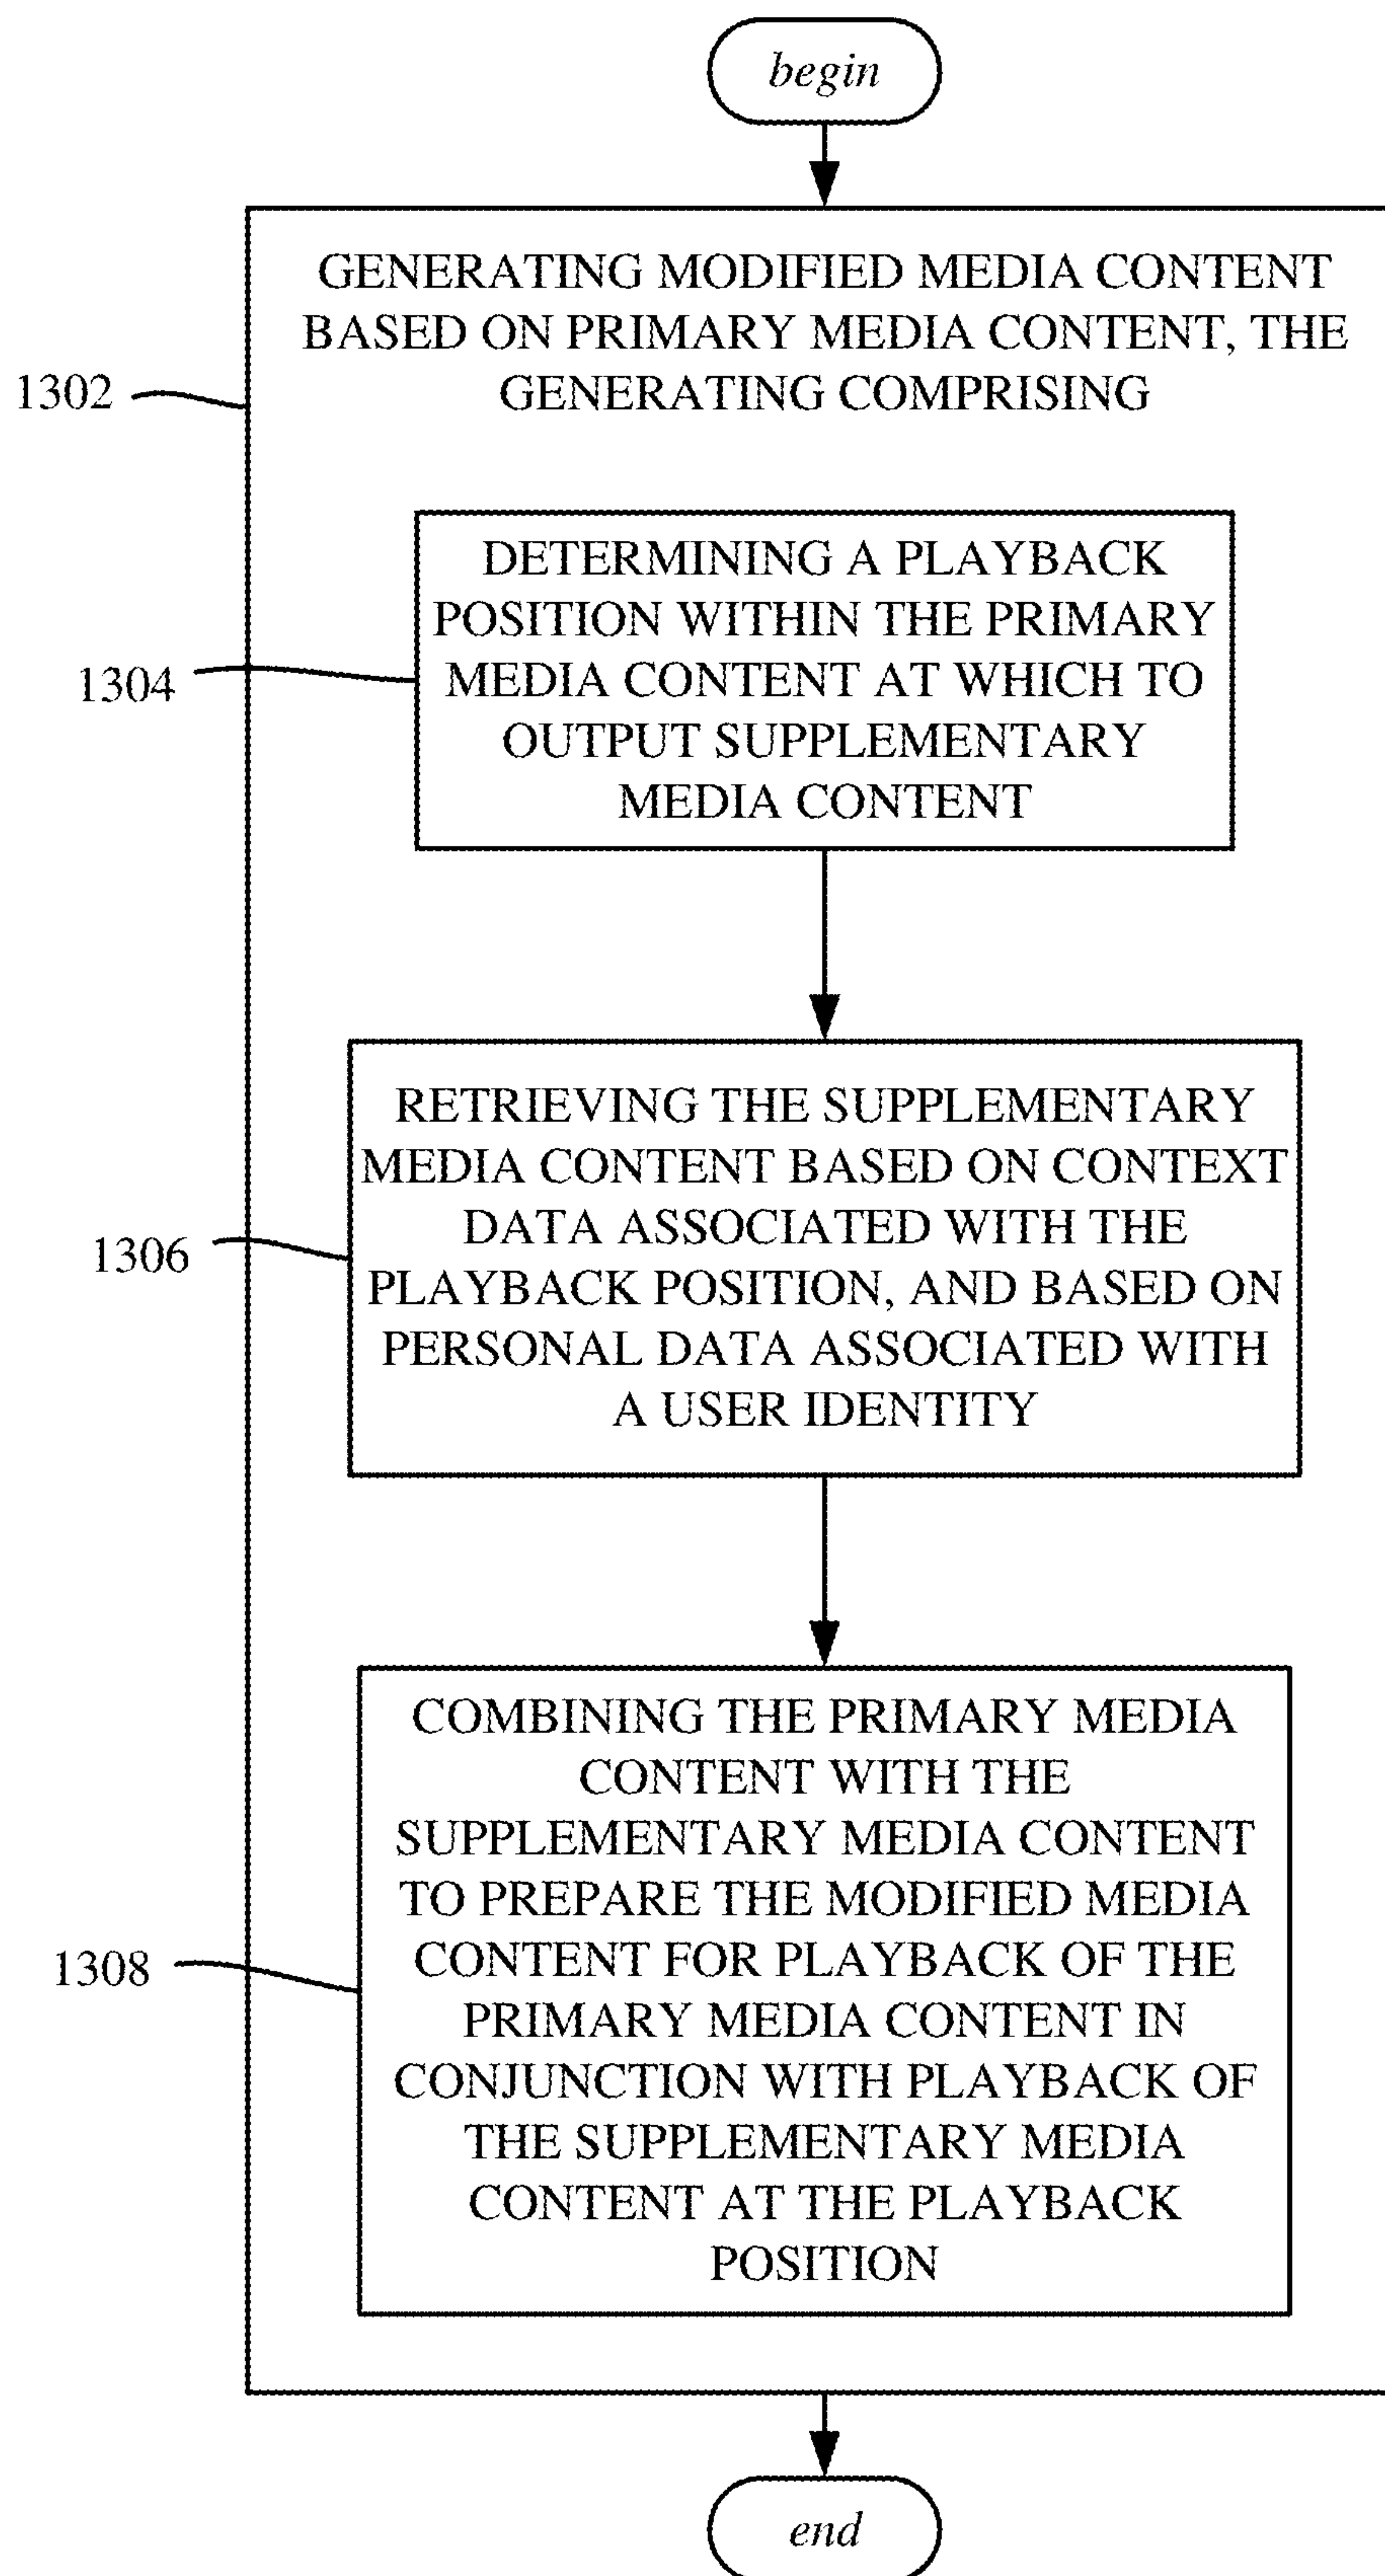 begin
GENERATING MODIFIED MEDIA CONTENT
BASED ON PRIMARY MEDIA CONTENT, THE
GENERATING COMPRISING
1302
DETERMINING A PLAYBACK
POSITION WITHIN THE PRIMARY
MEDIA CONTENT AT WHICH TO
OUTPUT SUPPLEMENTARY
MEDIA CONTENT
1304
RETRIEVING THE SUPPLEMENTARY
MEDIA CONTENT BASED ON CONTEXT
DATA ASSOCIATED WITH THE
PLAYBACK POSITION, AND BASED ON
PERSONAL DATA ASSOCIATED WITH
A USER IDENTITY
1306
COMBINING THE PRIMARY MEDIA
CONTENT WITH THE
SUPPLEMENTARY MEDIA CONTENT
TO PREPARE THE MODIFIED MEDIA
CONTENT FOR PLAYBACK OF THE
PRIMARY MEDIA CONTENT IN
CONJUNCTION WITH PLAYBACK OF
THE SUPPLEMENTARY MEDIA
CONTENT AT THE PLAYBACK
POSITION
1308
end